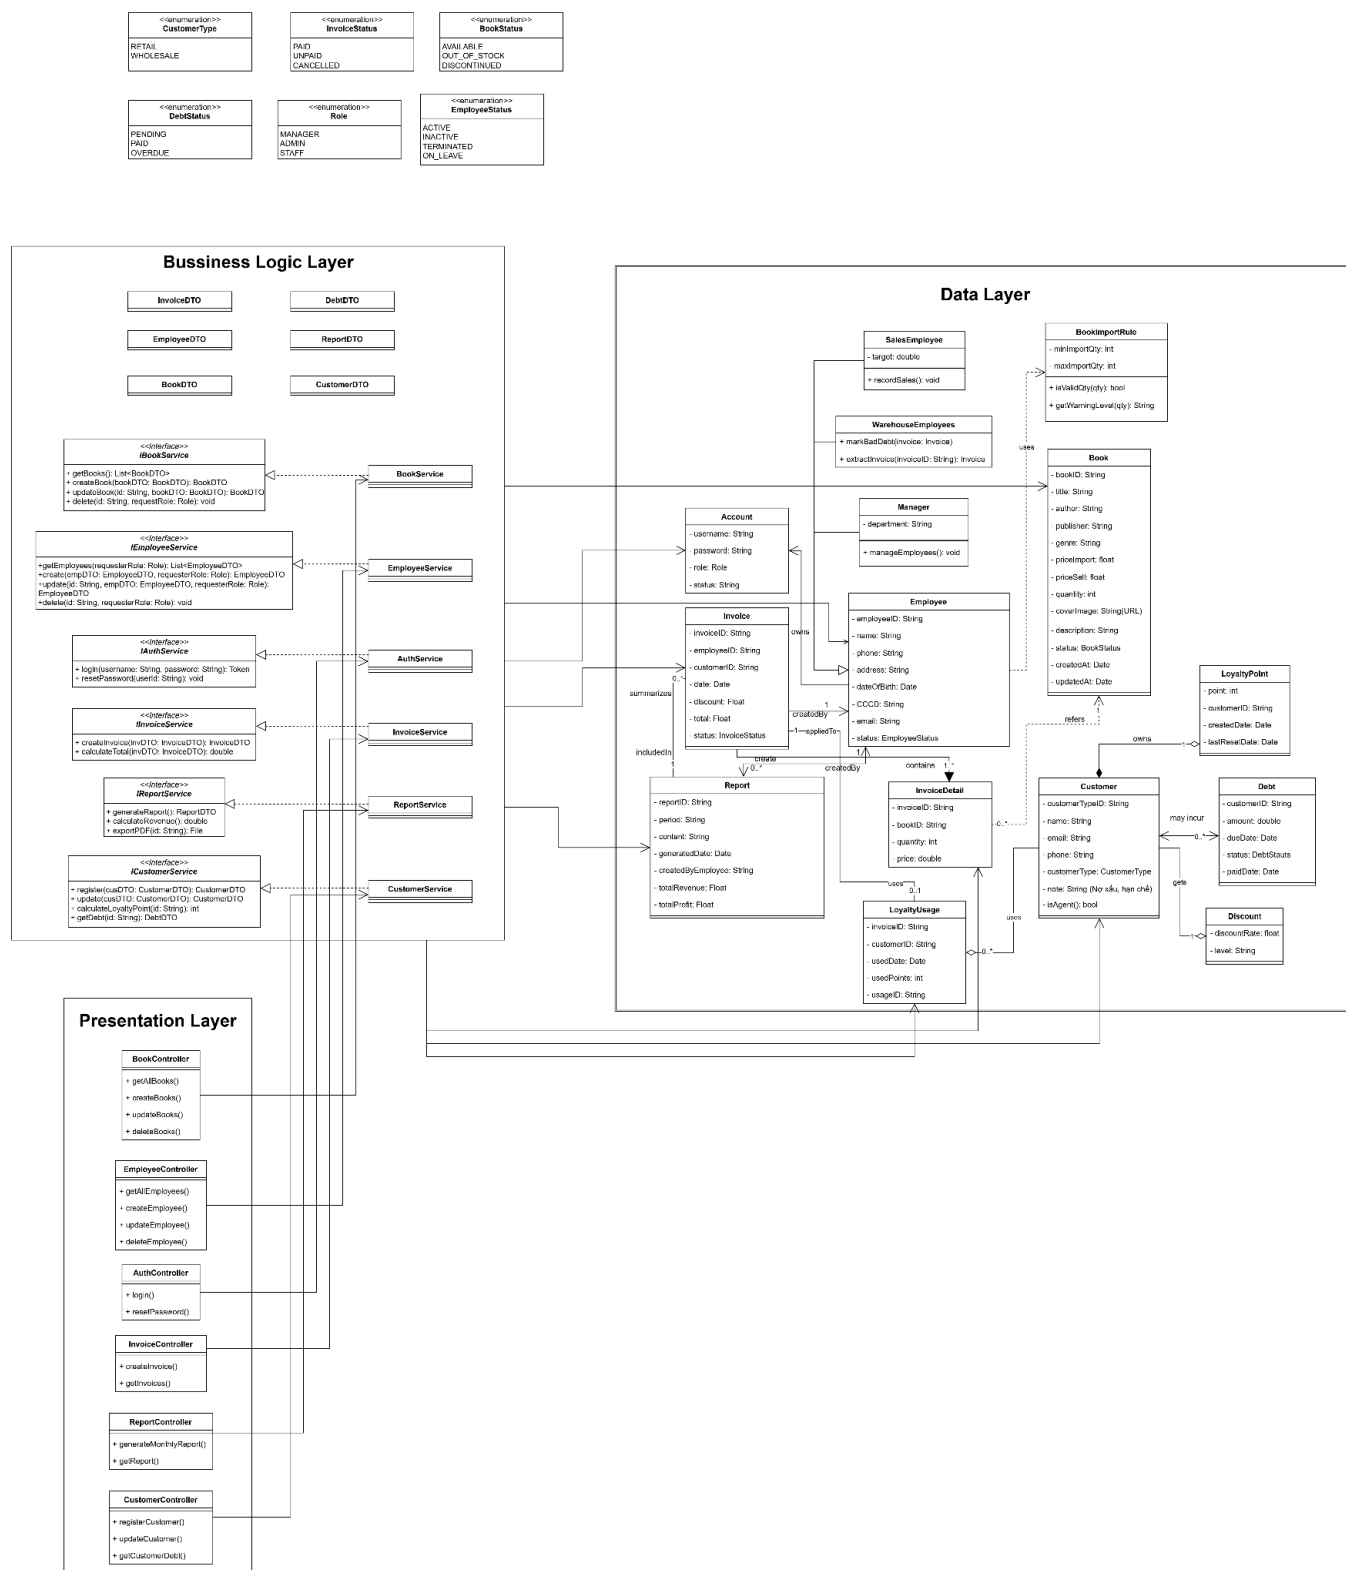 <<enumeration>>
CustomerType
RETAIL
WHOLESALE
<<enumeration>>
InvoiceStatus
PAID
UNPAID
CANCELLED
<<enumeration>>
BookStatus
AVAILABLE
OUT_OF_STOCK
DISCONTINUED
<<enumeration>>
DebtStatus
PENDING
PAID
OVERDUE
<<enumeration>>
Role
MANAGER
ADMIN
STAFF
<<enumeration>>
EmployeeStatus
ACTIVE
INACTIVE
TERMINATED
ON_LEAVE
Bussiness Logic Layer
InvoiceDTO
DebtDTO
EmployeeDTO
ReportDTO
BookDTO
CustomerDTO
<<Interface>>
IBookService
+ getBooks(): List<BookDTO>
+ createBook(bookDTO: BookDTO): BookDTO
+ updateBook(id: String, bookDTO: BookDTO): BookDTO
+ delete(id: String, requestRole: Role): void
BookService
<<Interface>>
IEmployeeService
+getEmployees(requesterRole: Role): List<EmployeeDTO>
+create(empDTO: EmployeeDTO, requesterRole: Role): EmployeeDTO
+update(id: String, empDTO: EmployeeDTO, requesterRole: Role):
EmployeeDTO
+delete(id: String, requesterRole: Role): void
EmployeeService
<<Interface>>
IAuthService
+ login(username: String, password: String): Token
+ resetPassword(userId: String): void
AuthService
<<Interface>>
IInvoiceService
+ createInvoice(InvDTO: InvoiceDTO): InvoiceDTO
+ calculateTotal(invDTO: InvoiceDTO): double
InvoiceService
<<Interface>>
IReportService
+ generateReport(): ReportDTO
+ calculateRevenue(): double
+ exportPDF(id: String): File
ReportService
<<Interface>>
ICustomerService
+ register(cusDTO: CustomerDTO): CustomerDTO
+ update(cusDTO: CustomerDTO): CustomerDTO
- calculateLoyaltyPoint(id: String): int
+ getDebt(id: String): DebtDTO
CustomerService
Data Layer
SalesEmployee
- target: double
+ recordSales(): void
BookImportRule
- minImportQty: int
- maxImportQty: int
+ isValidQty(qty): bool
+ getWarningLevel(qty): String
WarehouseEmployees
+ markBadDebt(invoice: Invoice)
+ extractInvoice(invoiceID: String): Invoice
uses
Book
- bookID: String
- title: String
- author: String
- publisher: String
- genre: String
- priceImport: float
- priceSell: float
- quantity: int
- coverImage: String(URL)
- description: String
- status: BookStatus
- createdAt: Date
- updatedAt: Date
Manager
- department: String
+ manageEmployees(): void
Account
- username: String
- password: String
- role: Role
- status: String
Employee
- employeeID: String
- name: String
- phone: String
- address: String
- dateOfBirth: Date
- CCCD: String
- email: String
- status: EmployeeStatus
owns
Invoice
- invoiceID: String
- employeeID: String
- customerID: String
- date: Date
- discount: Float
- total: Float
- status: InvoiceStatus
0..*
summarizes
includedIn
1
createdBy
1
1
appliedTo
create
0..*
createdBy
1
contains
1..*
1
refers
0..*
LoyaltyPoint
- point: int
- customerID: String
- createdDate: Date
- lastResetDate: Date
owns
1
Report
- reportID: String
- period: String
- content: String
- generatedDate: Date
- createdByEmployee: String
- totalRevenue: Float
- totalProfit: Float
InvoiceDetail
- invoiceID: String
- bookID: String
- quantity: Int
- price: double
Customer
- customerTypeID: String
- name: String
- email: String
- phone: String
- customerType: CustomerType
- note: String (Nợ xấu, hạn chế)
- isAgent(): bool
may incur
0..*
Debt
- customerID: String
- amount: double
- dueDate: Date
- status: DebtStauts
- paidDate: Date
gets
1
Discount
- discountRate: float
- level: String
uses
0..1
LoyaltyUsage
- invoiceID: String
- customerID: String
- usedDate: Date
- usedPoints: int
- usageID: String
0..*
uses
Presentation Layer
BookController
+ getAllBooks()
+ createBooks()
+ updateBooks()
+ deleteBooks()
EmployeeController
+ getAllEmployees()
+ createEmployee()
+ updateEmployee()
+ deleteEmployee()
AuthController
+ login()
+ resetPassword()
InvoiceController
+ createInvoice()
+ getInvoices()
ReportController
+ generateMonthlyReport()
+ getReport()
CustomerController
+ registerCustomer()
+ updateCustomer()
+ getCustomerDebt()